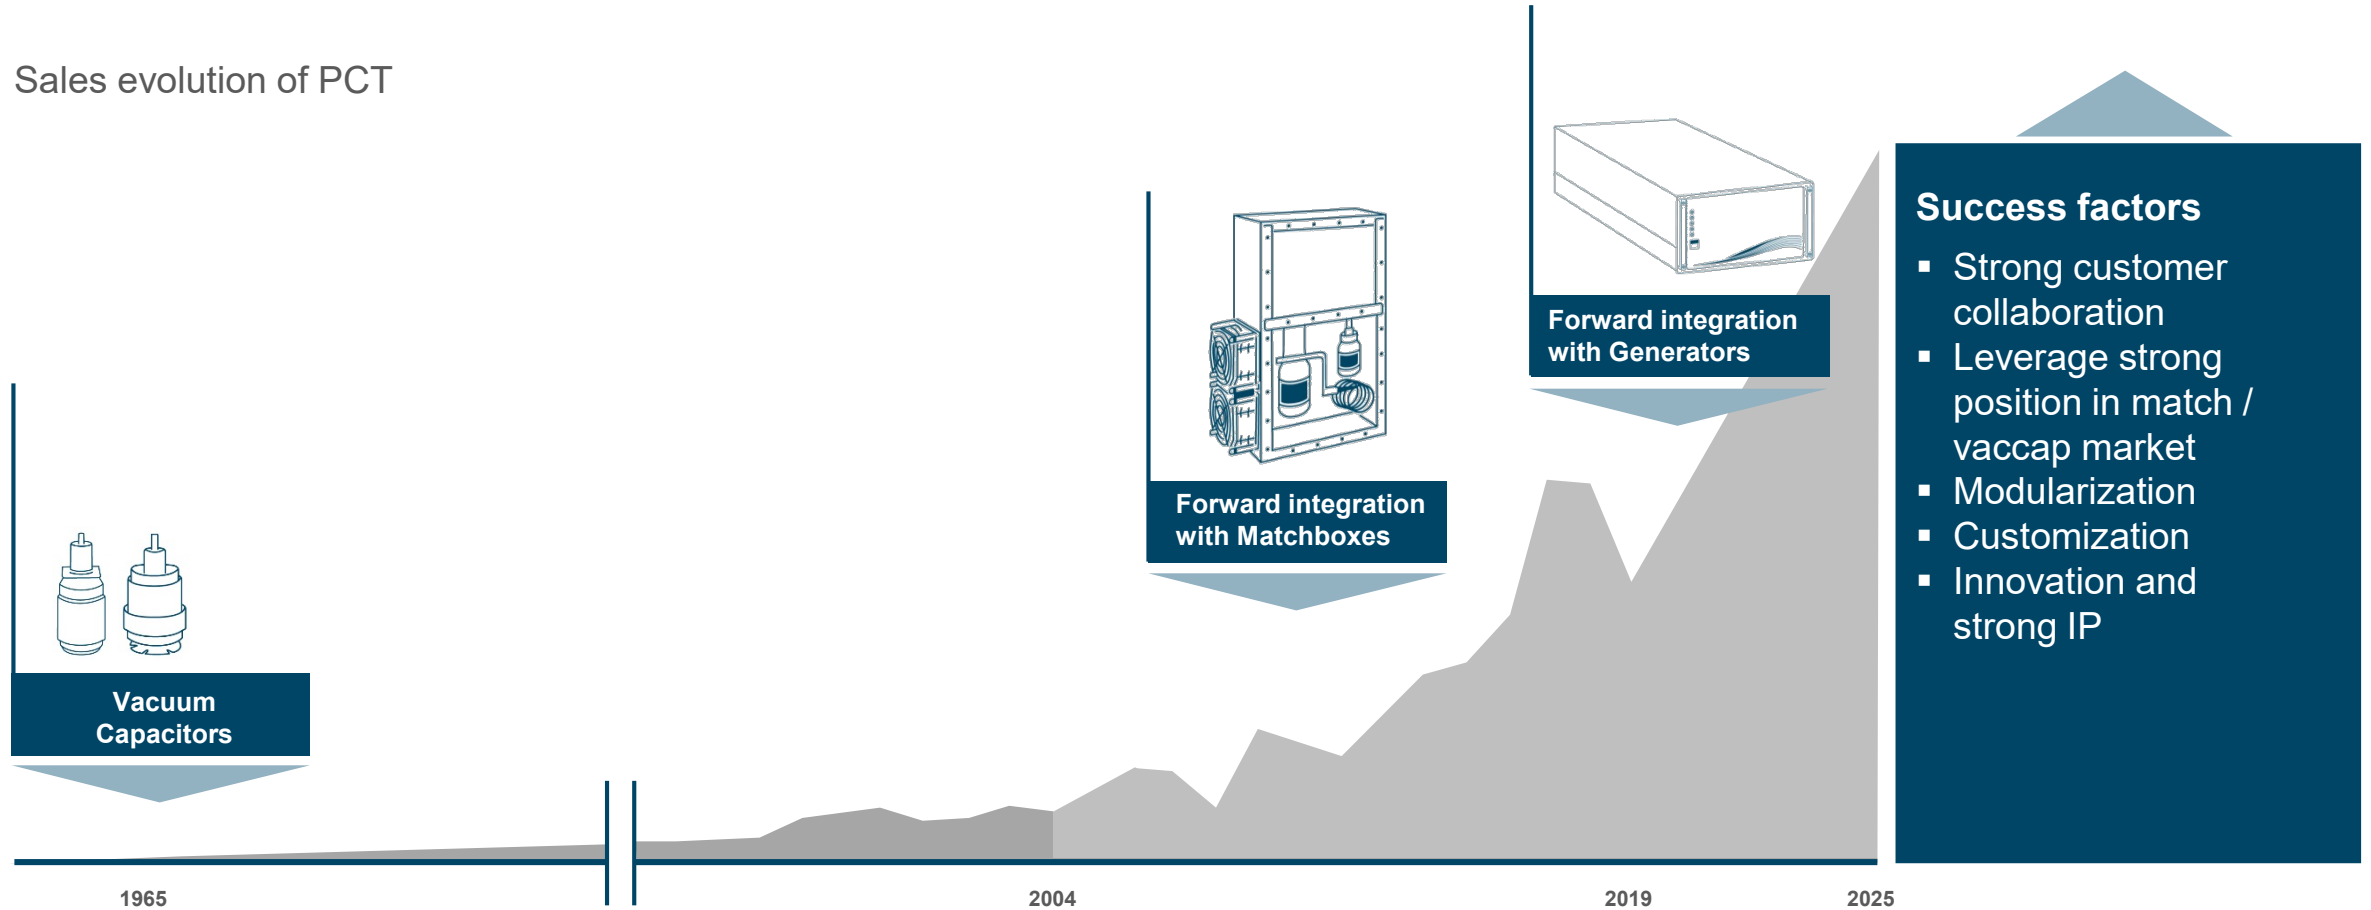 Sales evolution of PCT
Vacuum
Capacitors
Forward integration
with Matchboxes
Forward integration
with Generators
Success factors
▪ Strong customer
collaboration
▪ Leverage strong
position in match /
vaccap market
▪ Modularization
▪ Customization
▪ Innovation and
strong IP
1965
2004
2019
2025